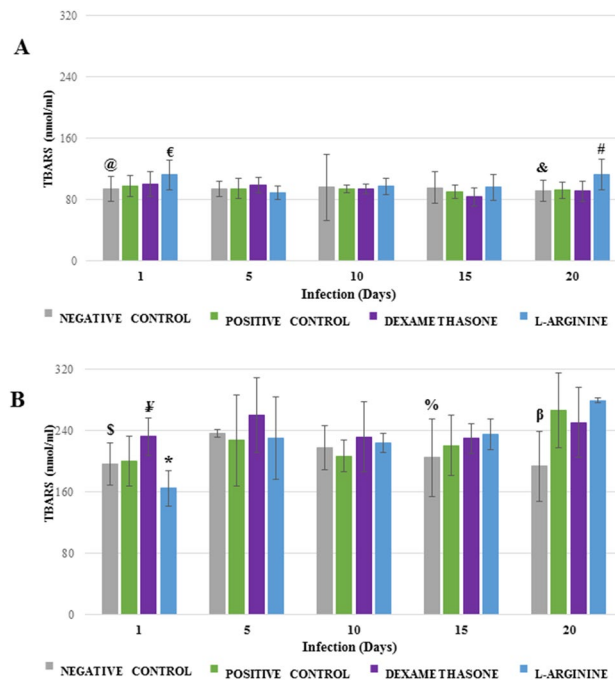 A
TBARS (nmol/ml)
320
240
160
80
0
@ € & #
1 5 10 15 20
Infection (Days)
NEGATIVE CONTROL POSITIVE CONTROL DEXAMETHASONE L-ARGININE
B
TBARS (nmol/ml)
320
240
160
80
0
$ ¥ * % β
1 5 10 15 20
Infection (Days)
NEGATIVE CONTROL POSITIVE CONTROL DEXAMETHASONE L-ARGININE